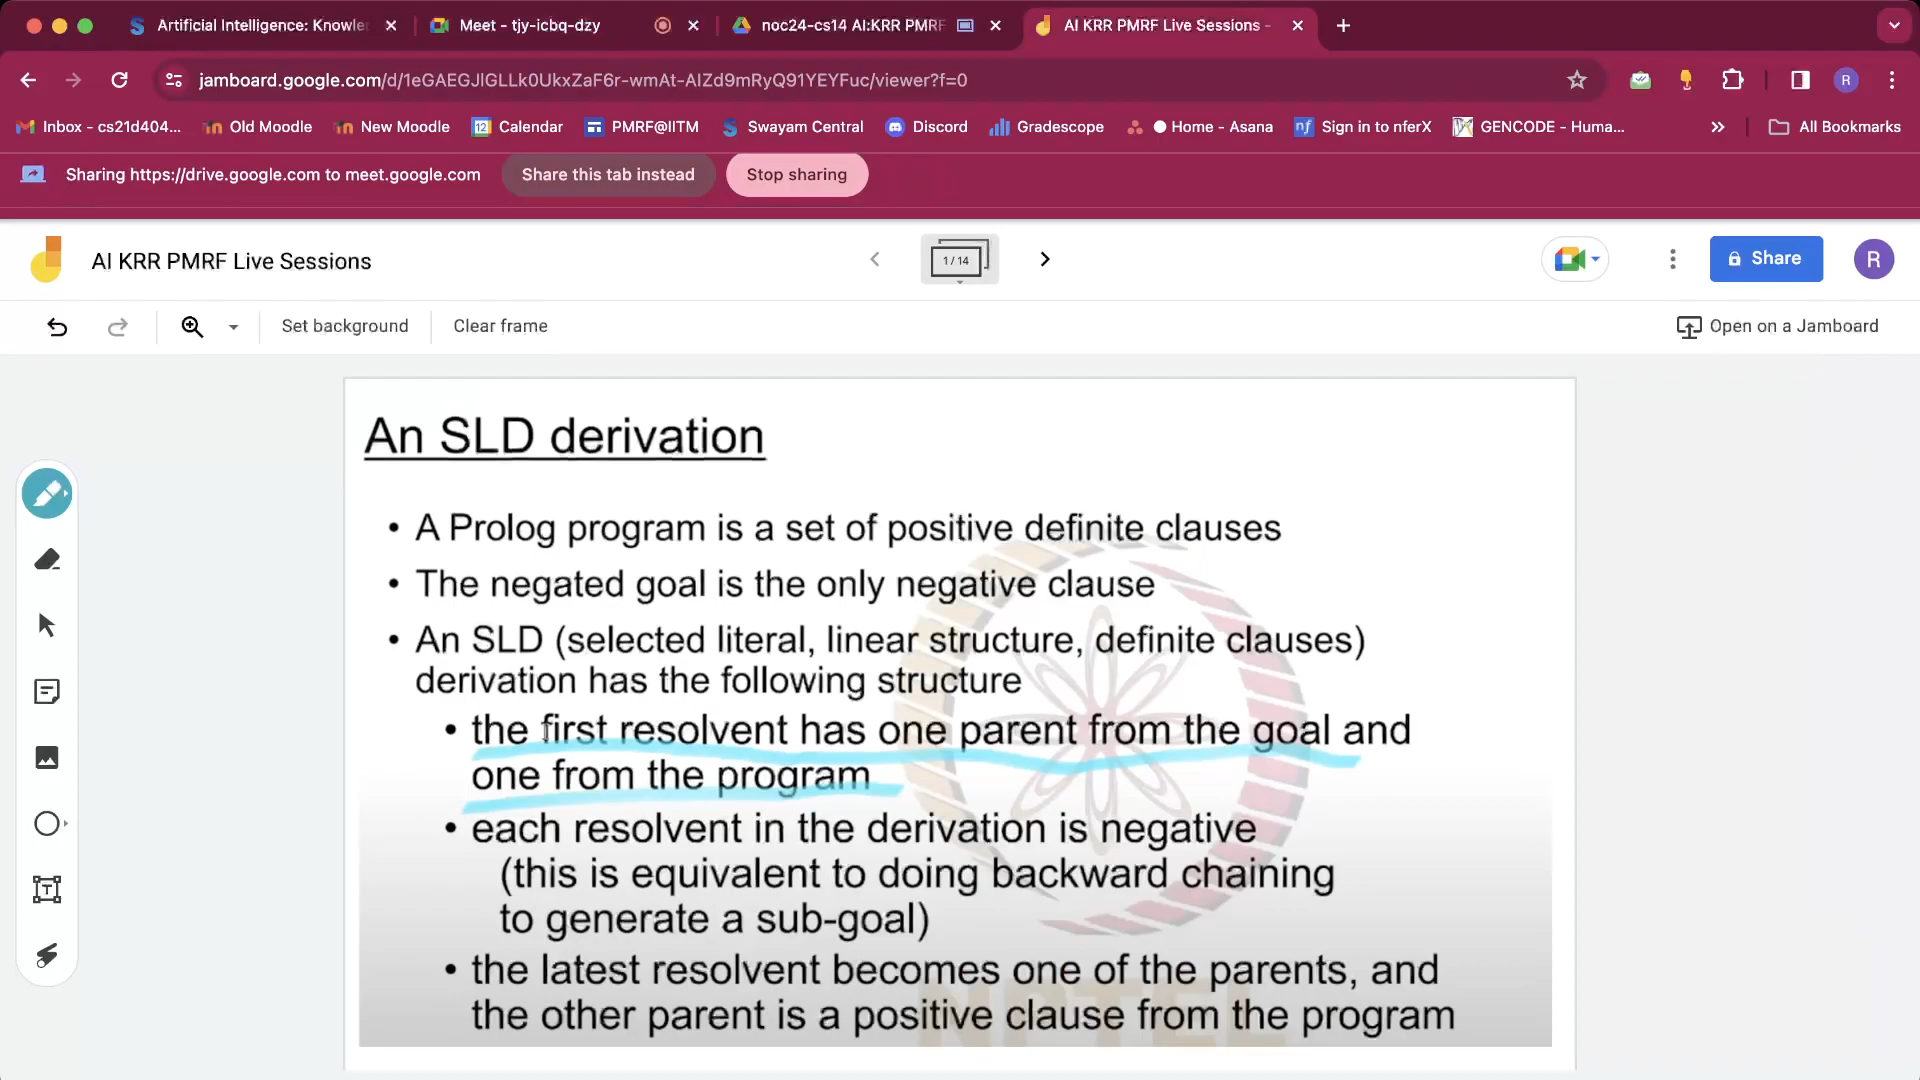 Artificial Intelligence: Knowle
Meet - tjy-icbq-dzy
noc24-cs14 AI:KRR PMRF
AI KRR PMRF Live Sessions -
jamboard.google.com/d/1eGAEGJlGLLk0UkxZaF6r-wmAt-AIZd9mRyQ91YEYFuc/viewer?f=0
R
Inbox - cs21d404... Old Moodle New Moodle 12 Calendar PMRF@IITM Swayam Central Discord Gradescope Home - Asana nf Sign in to nferX GENCODE - Huma... » All Bookmarks
Sharing https://drive.google.com to meet.google.com Share this tab instead Stop sharing
AI KRR PMRF Live Sessions 1 / 14 Share R
Set background Clear frame Open on a Jamboard
An SLD derivation
• A Prolog program is a set of positive definite clauses
• The negated goal is the only negative clause
• An SLD (selected literal, linear structure, definite clauses)
derivation has the following structure
• the first resolvent has one parent from the goal and
one from the program
• each resolvent in the derivation is negative
(this is equivalent to doing backward chaining
to generate a sub-goal)
• the latest resolvent becomes one of the parents, and
the other parent is a positive clause from the program
NPTEL